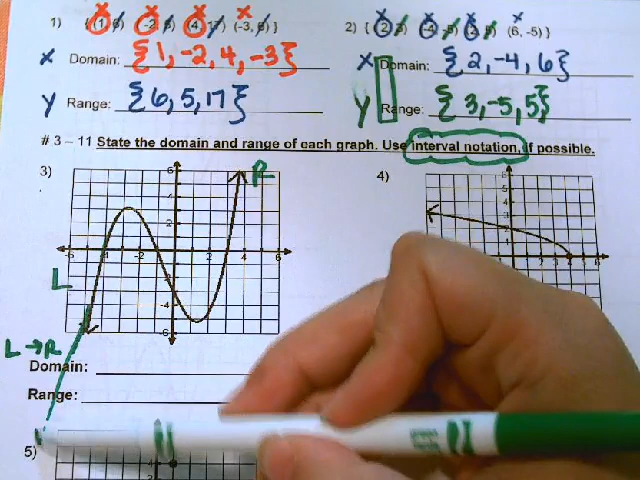 1) { (1, 6) (-2, 5) (4, 17) (-3, 6) }
2) { (2, 3) (-4, -5) (2, 5) (6, -5) }
x Domain: {1, -2, 4, -3}
x Domain: {2, -4, 6}
y Range: {6, 5, 17}
y Range: {3, -5, 5}
# 3 – 11 State the domain and range of each graph. Use interval notation, if possible.
3)
R
4)
L
L → R
Domain:
Range:
5)